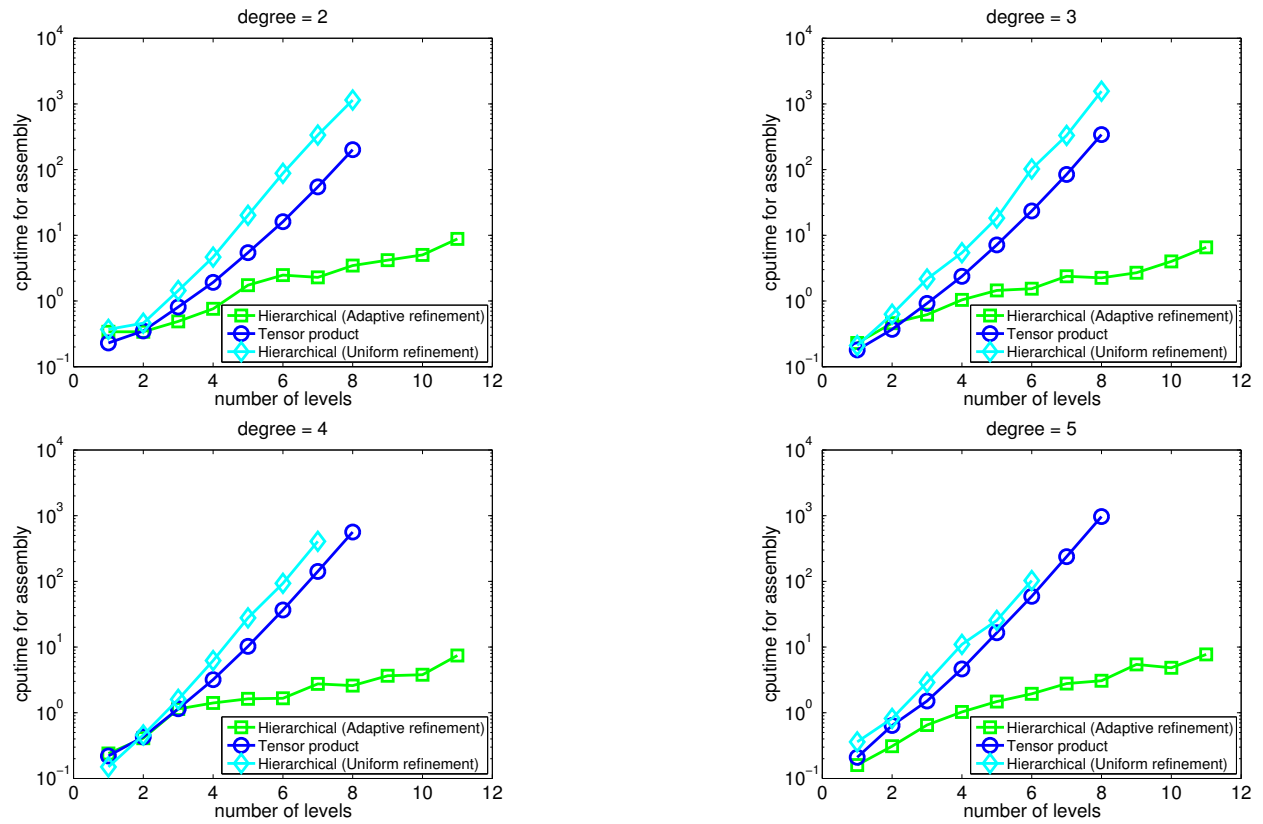 degree = 2
10^4
10^3
10^2
10^1
10^0
10^−1
cputime for assembly
Hierarchical (Adaptive refinement)
Tensor product
Hierarchical (Uniform refinement)
0 2 4 6 8 10 12
number of levels
degree = 3
10^4
10^3
10^2
10^1
10^0
10^−1
cputime for assembly
Hierarchical (Adaptive refinement)
Tensor product
Hierarchical (Uniform refinement)
0 2 4 6 8 10 12
number of levels
degree = 4
10^4
10^3
10^2
10^1
10^0
10^−1
cputime for assembly
Hierarchical (Adaptive refinement)
Tensor product
Hierarchical (Uniform refinement)
0 2 4 6 8 10 12
number of levels
degree = 5
10^4
10^3
10^2
10^1
10^0
10^−1
cputime for assembly
Hierarchical (Adaptive refinement)
Tensor product
Hierarchical (Uniform refinement)
0 2 4 6 8 10 12
number of levels